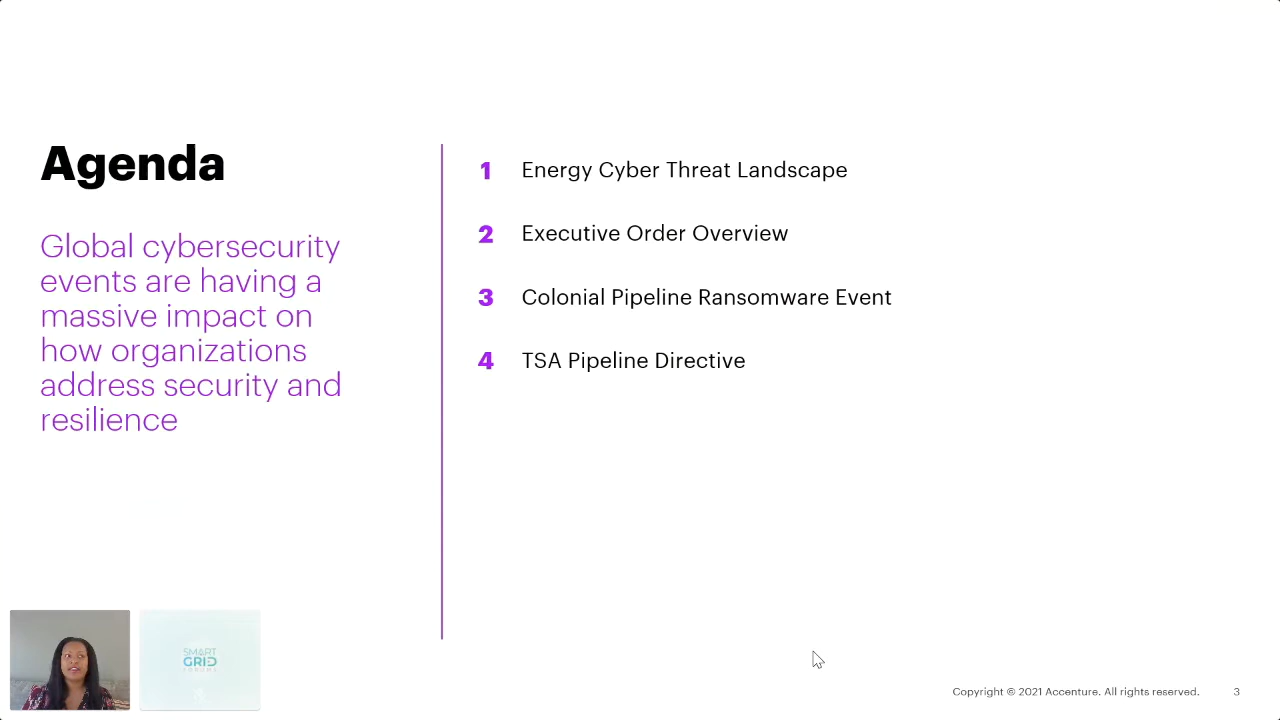 Agenda
Global cybersecurity
events are having a
massive impact on
how organizations
address security and
resilience
1 Energy Cyber Threat Landscape
2 Executive Order Overview
3 Colonial Pipeline Ransomware Event
4 TSA Pipeline Directive
SMART
GRID
FORUMS
Copyright © 2021 Accenture. All rights reserved. 3